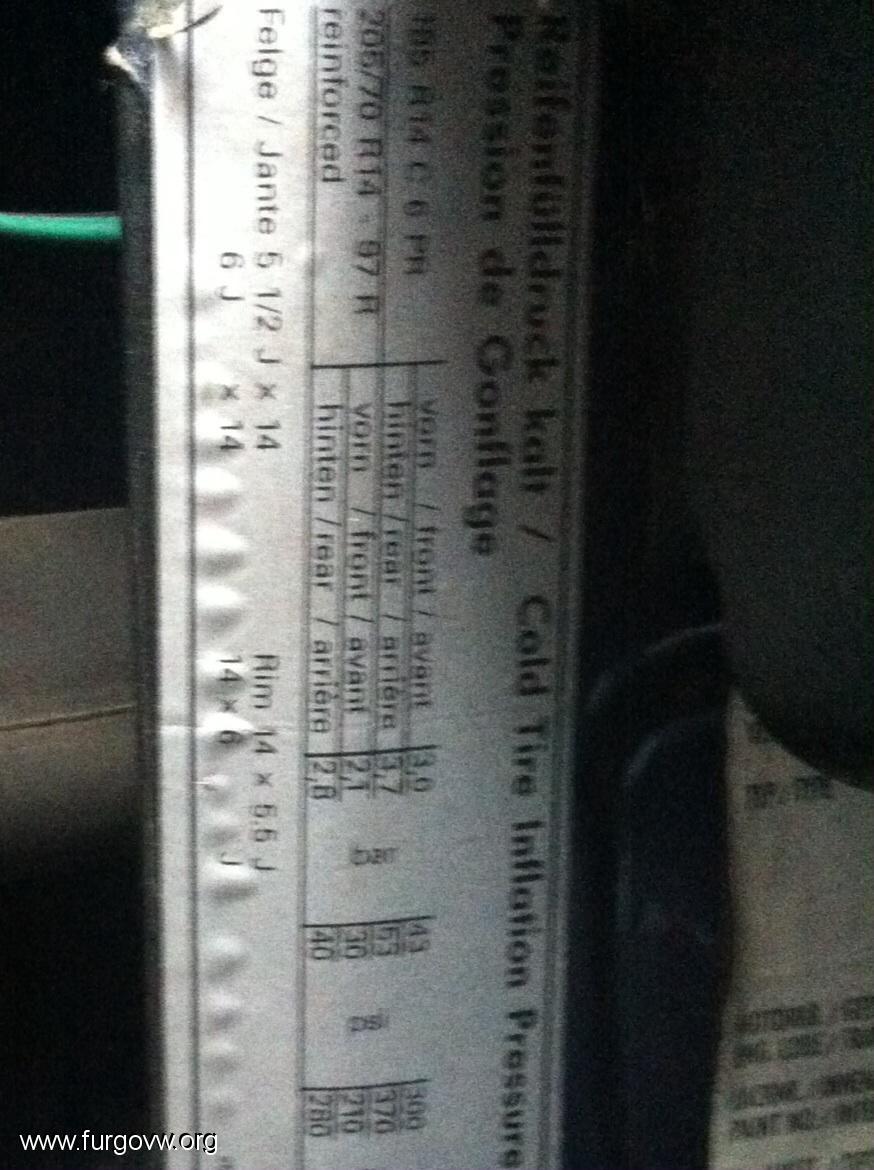 Reifenfülldruck kalt / Cold Tire Inflation Pressure
Pression de Gonflage
185 R14 C 6 PR vorn / front / avant 3,0 43 300
hinten / rear / arrière 3,7 bar 53 psi 370
205/70 R14 - 97 R vorn / front / avant 2,1 30 210
reinforced hinten / rear / arrière 2,8 40 280
Felge / Jante 5 1/2 J x 14 Rim 14 x 5,5 J
6 J x 14 14 x 6 J
TYP / TYPE
www.furgovw.org